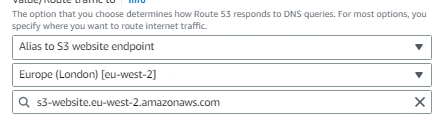 Value/Route traffic to Info
The option that you choose determines how Route 53 responds to DNS queries. For most options, you
specify where you want to route internet traffic.
Alias to S3 website endpoint
Europe (London) [eu-west-2]
s3-website.eu-west-2.amazonaws.com